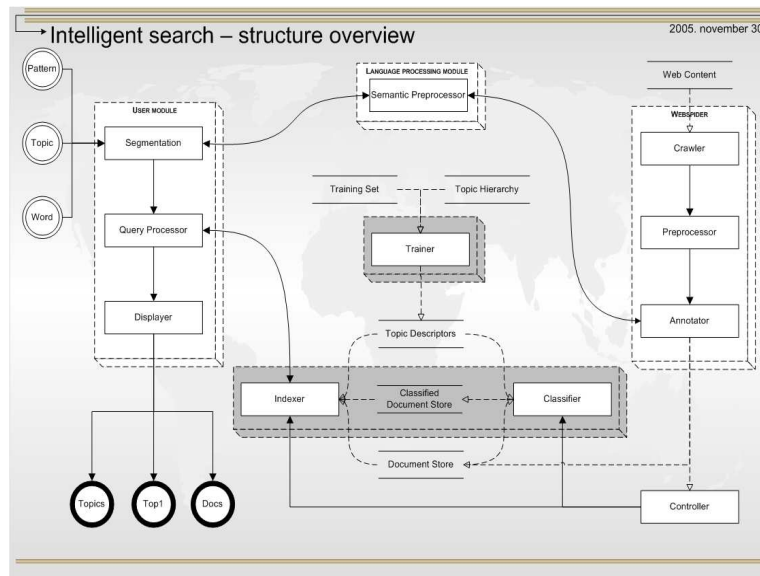 Intelligent search – structure overview
2005. november 30
Pattern
Topic
Word
USER MODULE
Segmentation
Query Processor
Displayer
Topics
Top1
Docs
LANGUAGE PROCESSING MODULE
Semantic Preprocessor
Training Set
Topic Hierarchy
Trainer
Topic Descriptors
Indexer
Classified
Document Store
Classifier
Document Store
Web Content
WEBSPIDER
Crawler
Preprocessor
Annotator
Controller